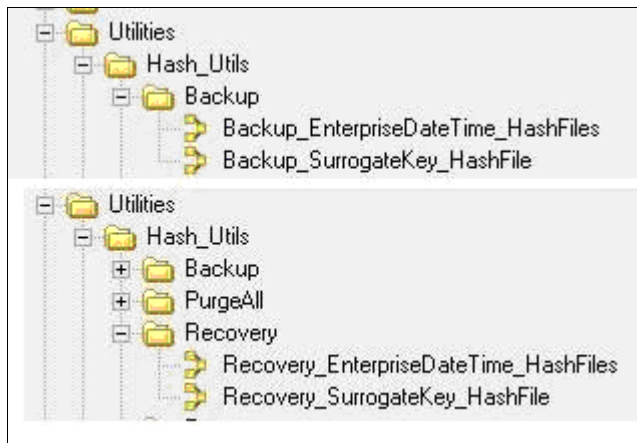 Utilities
Hash_Utils
Backup
Backup_EnterpriseDateTime_HashFiles
Backup_SurrogateKey_HashFile
Utilities
Hash_Utils
Backup
PurgeAll
Recovery
Recovery_EnterpriseDateTime_HashFiles
Recovery_SurrogateKey_HashFile